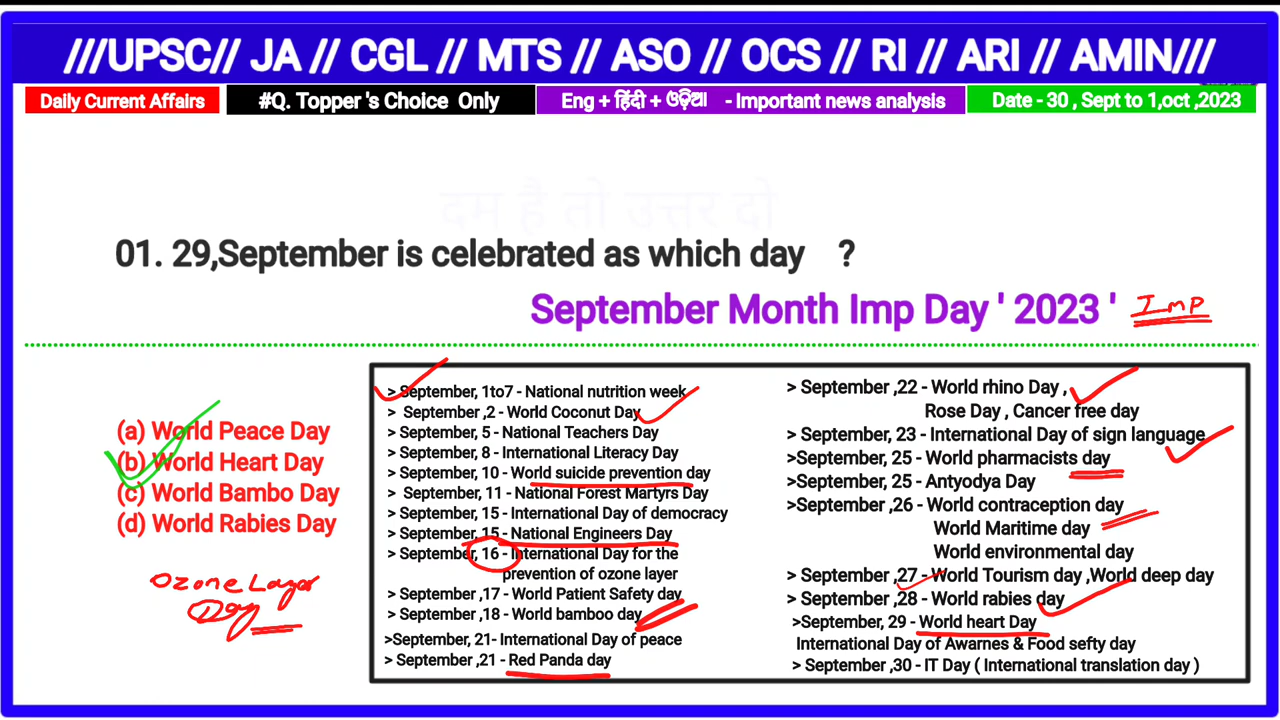 ///UPSC// JA // CGL // MTS // ASO // OCS // RI // ARI // AMIN///
Daily Current Affairs
#Q. Topper 's Choice Only
Eng + हिंदी + ଓଡ଼ିଆ - Important news analysis
Date - 30 , Sept to 1,oct ,2023
दम है तो उत्तर दो
01. 29,September is celebrated as which day ?
September Month Imp Day ' 2023 '
Imp
(a) World Peace Day
(b) World Heart Day
(c) World Bambo Day
(d) World Rabies Day
Ozone Layer
Day
> September, 1to7 - National nutrition week
> September ,2 - World Coconut Day
> September, 5 - National Teachers Day
> September, 8 - International Literacy Day
> September, 10 - World suicide prevention day
> September, 11 - National Forest Martyrs Day
> September, 15 - International Day of democracy
> September, 15 - National Engineers Day
> September, 16 - International Day for the
prevention of ozone layer
> September ,17 - World Patient Safety day
> September, 18 - World bamboo day
>September, 21- International Day of peace
> September ,21 - Red Panda day
> September ,22 - World rhino Day ,
Rose Day , Cancer free day
> September, 23 - International Day of sign language
>September, 25 - World pharmacists day
>September, 25 - Antyodya Day
>September, 26 - World contraception day
World Maritime day
World environmental day
> September ,27 - World Tourism day ,World deep day
> September ,28 - World rabies day
>September, 29 - World heart Day
International Day of Awarnes & Food sefty day
> September ,30 - IT Day ( International translation day )